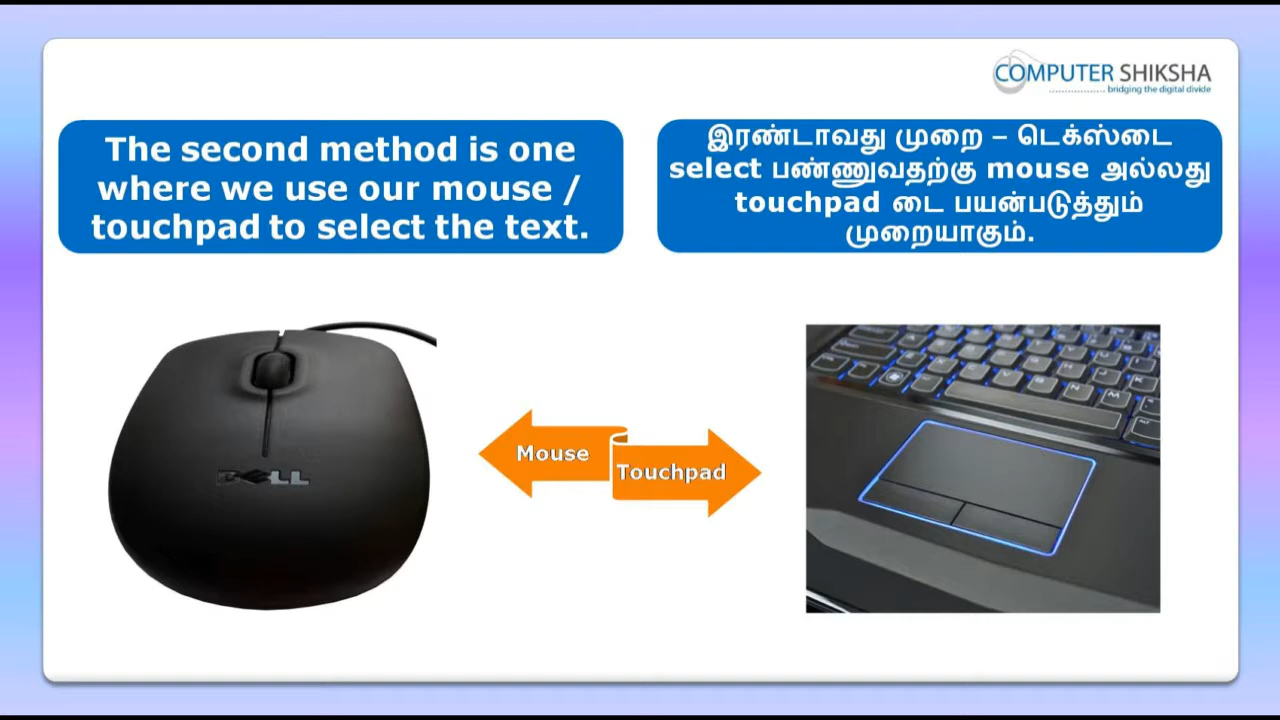 COMPUTER SHIKSHA
bridging the digital divide
The second method is one
where we use our mouse /
touchpad to select the text.
இரண்டாவது முறை – டெக்ஸ்டை
select பண்ணுவதற்கு mouse அல்லது
touchpad டை பயன்படுத்தும்
முறையாகும்.
Mouse
Touchpad
DELL